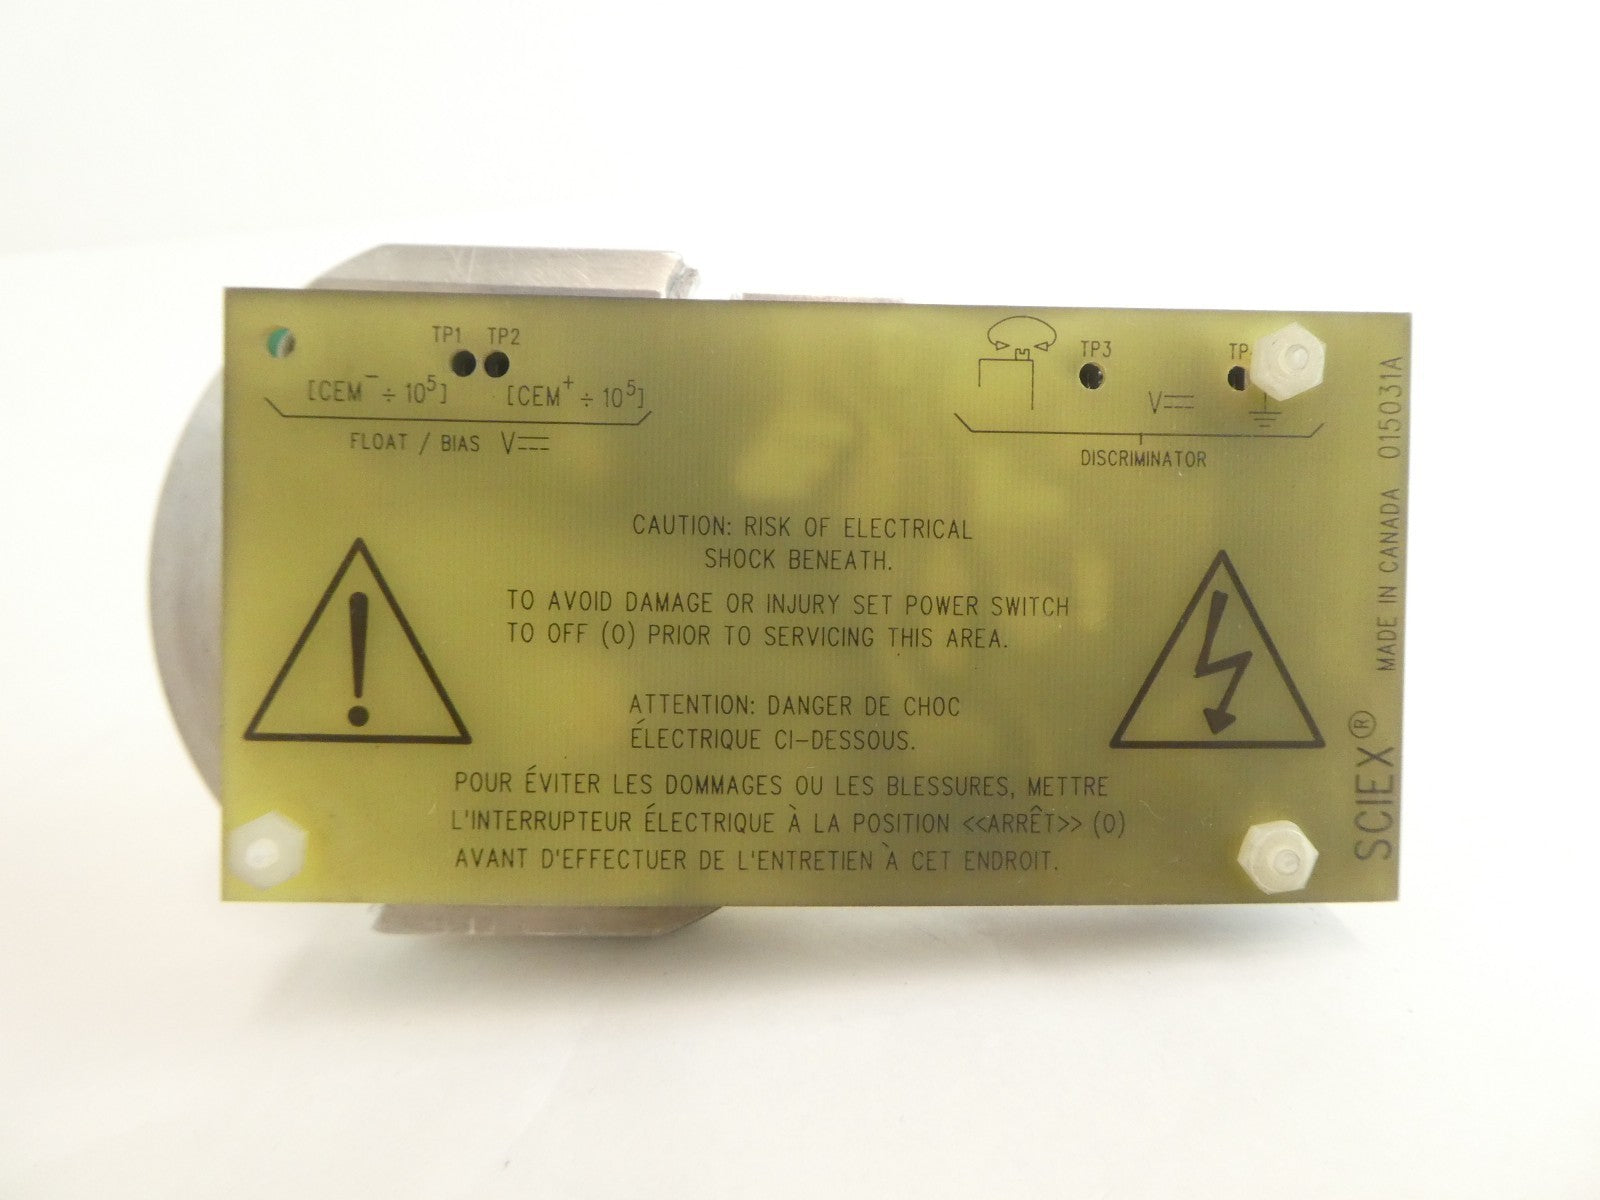 TP1 TP2
[CEM⁻ ÷ 10⁵] [CEM⁺ ÷ 10⁵]
FLOAT / BIAS V
TP3
V
DISCRIMINATOR
CAUTION: RISK OF ELECTRICAL
SHOCK BENEATH.
TO AVOID DAMAGE OR INJURY SET POWER SWITCH
TO OFF (O) PRIOR TO SERVICING THIS AREA.
ATTENTION: DANGER DE CHOC
ÉLECTRIQUE CI-DESSOUS.
POUR ÉVITER LES DOMMAGES OU LES BLESSURES, METTRE
L'INTERRUPTEUR ÉLECTRIQUE À LA POSITION <<ARRÊT>> (O)
AVANT D'EFFECTUER DE L'ENTRETIEN À CET ENDROIT.
SCIEX® MADE IN CANADA 015031A